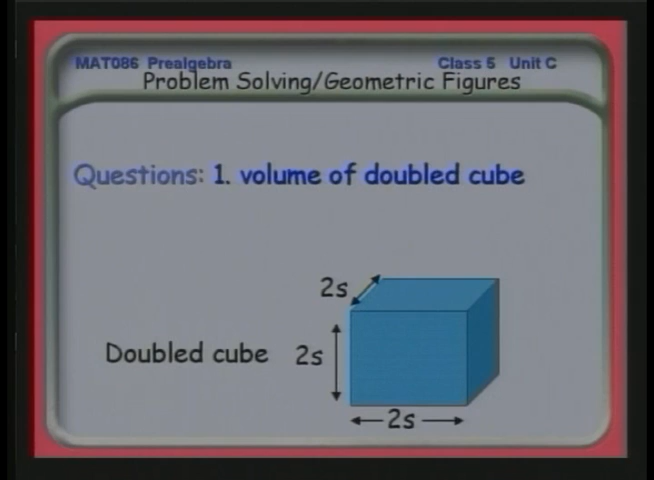 MAT086 Prealgebra Class 5 Unit C
Problem Solving/Geometric Figures
Questions: 1. volume of doubled cube
2s
Doubled cube 2s
2s